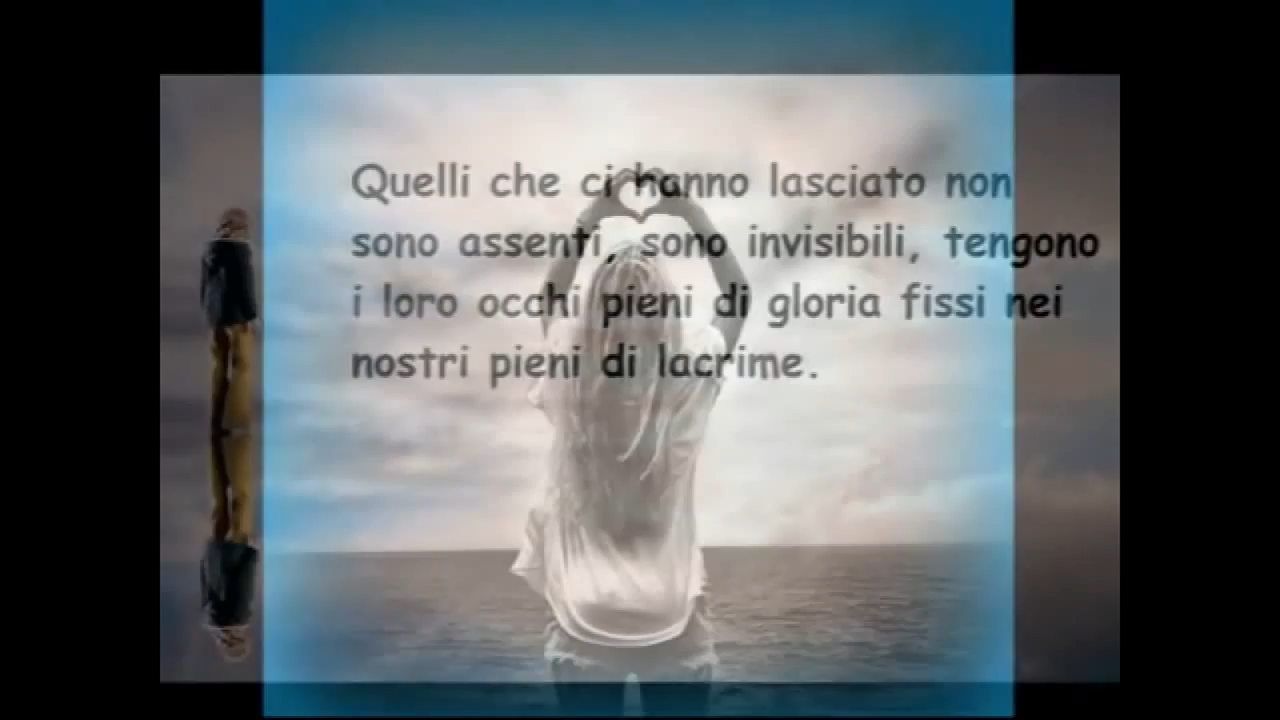 Quelli che ci hanno lasciato non
sono assenti, sono invisibili, tengono
i loro occhi pieni di gloria fissi nei
nostri pieni di lacrime.